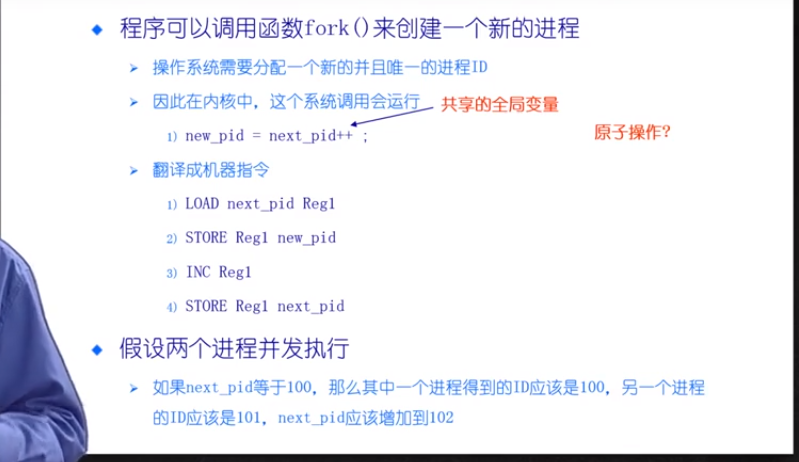 程序可以调用函数fork()来创建一个新的进程
操作系统需要分配一个新的并且唯一的进程ID
因此在内核中，这个系统调用会运行
共享的全局变量
1) new_pid = next_pid++ ;
原子操作？
翻译成机器指令
1) LOAD next_pid Reg1
2) STORE Reg1 new_pid
3) INC Reg1
4) STORE Reg1 next_pid
假设两个进程并发执行
如果next_pid等于100，那么其中一个进程得到的ID应该是100，另一个进程
的ID应该是101，next_pid应该增加到102